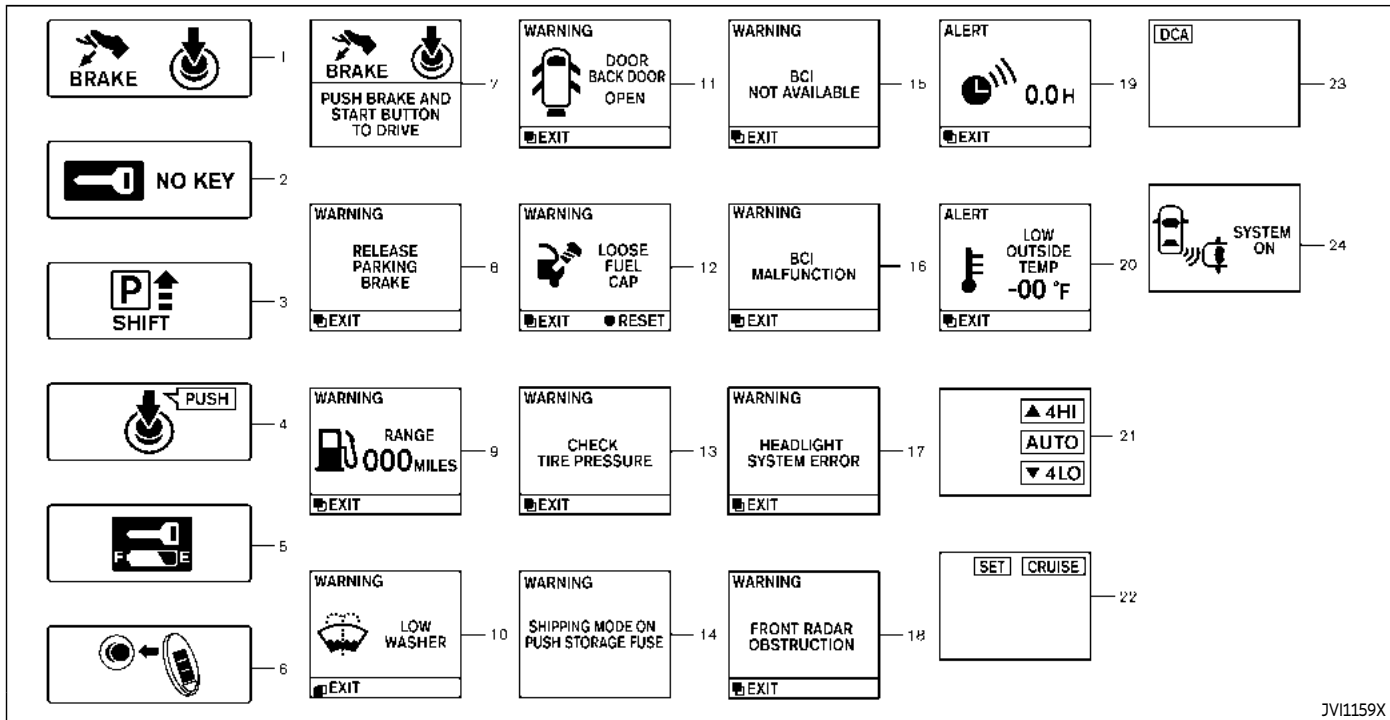 BRAKE
1
NO KEY
2
P
SHIFT
3
PUSH
4
F E
5
6
BRAKE
PUSH BRAKE AND
START BUTTON
TO DRIVE
7
WARNING
RELEASE
PARKING
BRAKE
EXIT
8
WARNING
RANGE
000 MILES
EXIT
9
WARNING
LOW
WASHER
EXIT
10
WARNING
DOOR
BACK DOOR
OPEN
EXIT
11
WARNING
LOOSE
FUEL
CAP
EXIT ● RESET
12
WARNING
CHECK
TIRE PRESSURE
EXIT
13
WARNING
SHIPPING MODE ON
PUSH STORAGE FUSE
14
WARNING
BCI
NOT AVAILABLE
EXIT
15
WARNING
BCI
MALFUNCTION
EXIT
16
WARNING
HEADLIGHT
SYSTEM ERROR
EXIT
17
WARNING
FRONT RADAR
OBSTRUCTION
EXIT
18
ALERT
0.0 H
EXIT
19
ALERT
LOW
OUTSIDE
TEMP
-00 °F
EXIT
20
▲ 4HI
AUTO
▼ 4LO
21
SET CRUISE
22
DCA
23
SYSTEM
ON
24
JVI1159X